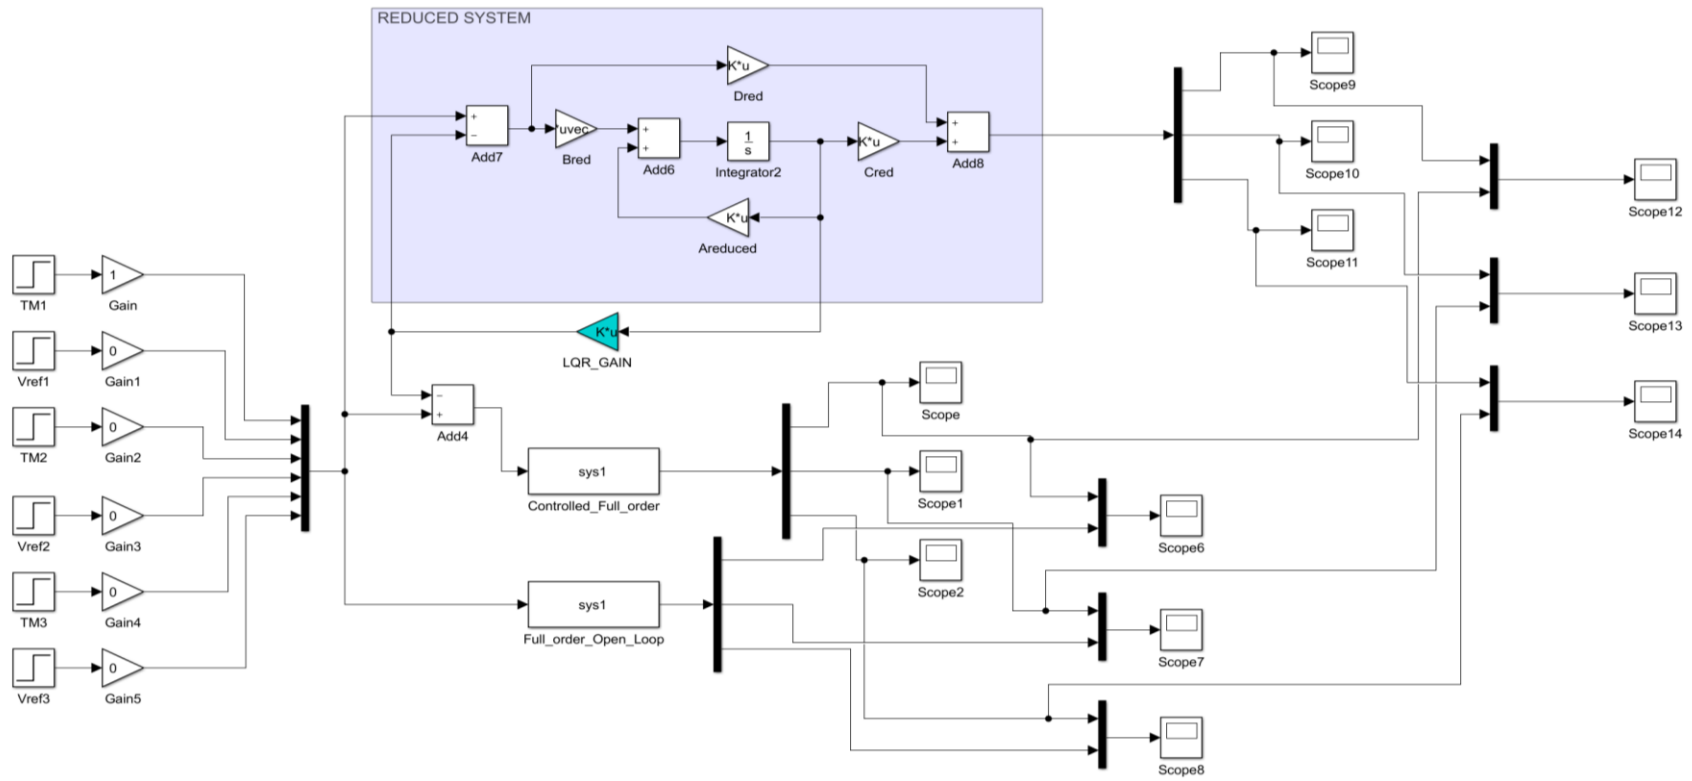 REDUCED SYSTEM
K*u
Dred
+
−
Add7
*uvec
Bred
+
+
Add6
1
s
Integrator2
K*u
Cred
+
+
Add8
K*u
Areduced
K*u
LQR_GAIN
TM1
1
Gain
Vref1
0
Gain1
TM2
0
Gain2
Vref2
0
Gain3
TM3
0
Gain4
Vref3
0
Gain5
−
+
Add4
sys1
Controlled_Full_order
sys1
Full_order_Open_Loop
Scope
Scope1
Scope2
Scope6
Scope7
Scope8
Scope9
Scope10
Scope11
Scope12
Scope13
Scope14